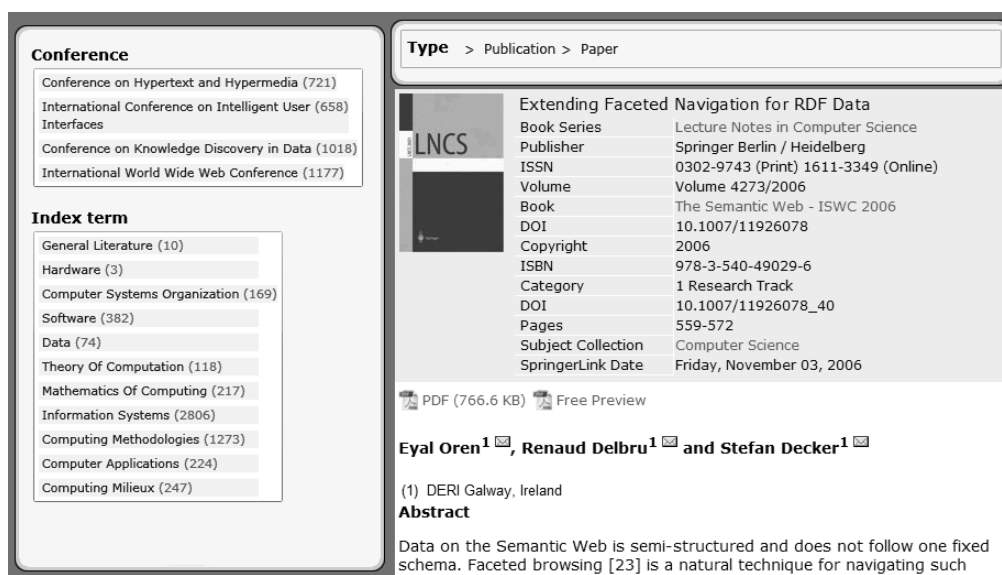 Conference
Conference on Hypertext and Hypermedia (721)
International Conference on Intelligent User (658)
Interfaces
Conference on Knowledge Discovery in Data (1018)
International World Wide Web Conference (1177)
Index term
General Literature (10)
Hardware (3)
Computer Systems Organization (169)
Software (382)
Data (74)
Theory Of Computation (118)
Mathematics Of Computing (217)
Information Systems (2806)
Computing Methodologies (1273)
Computer Applications (224)
Computing Milieux (247)
Type > Publication > Paper
LNCS
Extending Faceted Navigation for RDF Data
Book Series Lecture Notes in Computer Science
Publisher Springer Berlin / Heidelberg
ISSN 0302-9743 (Print) 1611-3349 (Online)
Volume Volume 4273/2006
Book The Semantic Web - ISWC 2006
DOI 10.1007/11926078
Copyright 2006
ISBN 978-3-540-49029-6
Category 1 Research Track
DOI 10.1007/11926078_40
Pages 559-572
Subject Collection Computer Science
SpringerLink Date Friday, November 03, 2006
PDF (766.6 KB) Free Preview
Eyal Oren1, Renaud Delbru1 and Stefan Decker1
(1) DERI Galway, Ireland
Abstract
Data on the Semantic Web is semi-structured and does not follow one fixed
schema. Faceted browsing [23] is a natural technique for navigating such